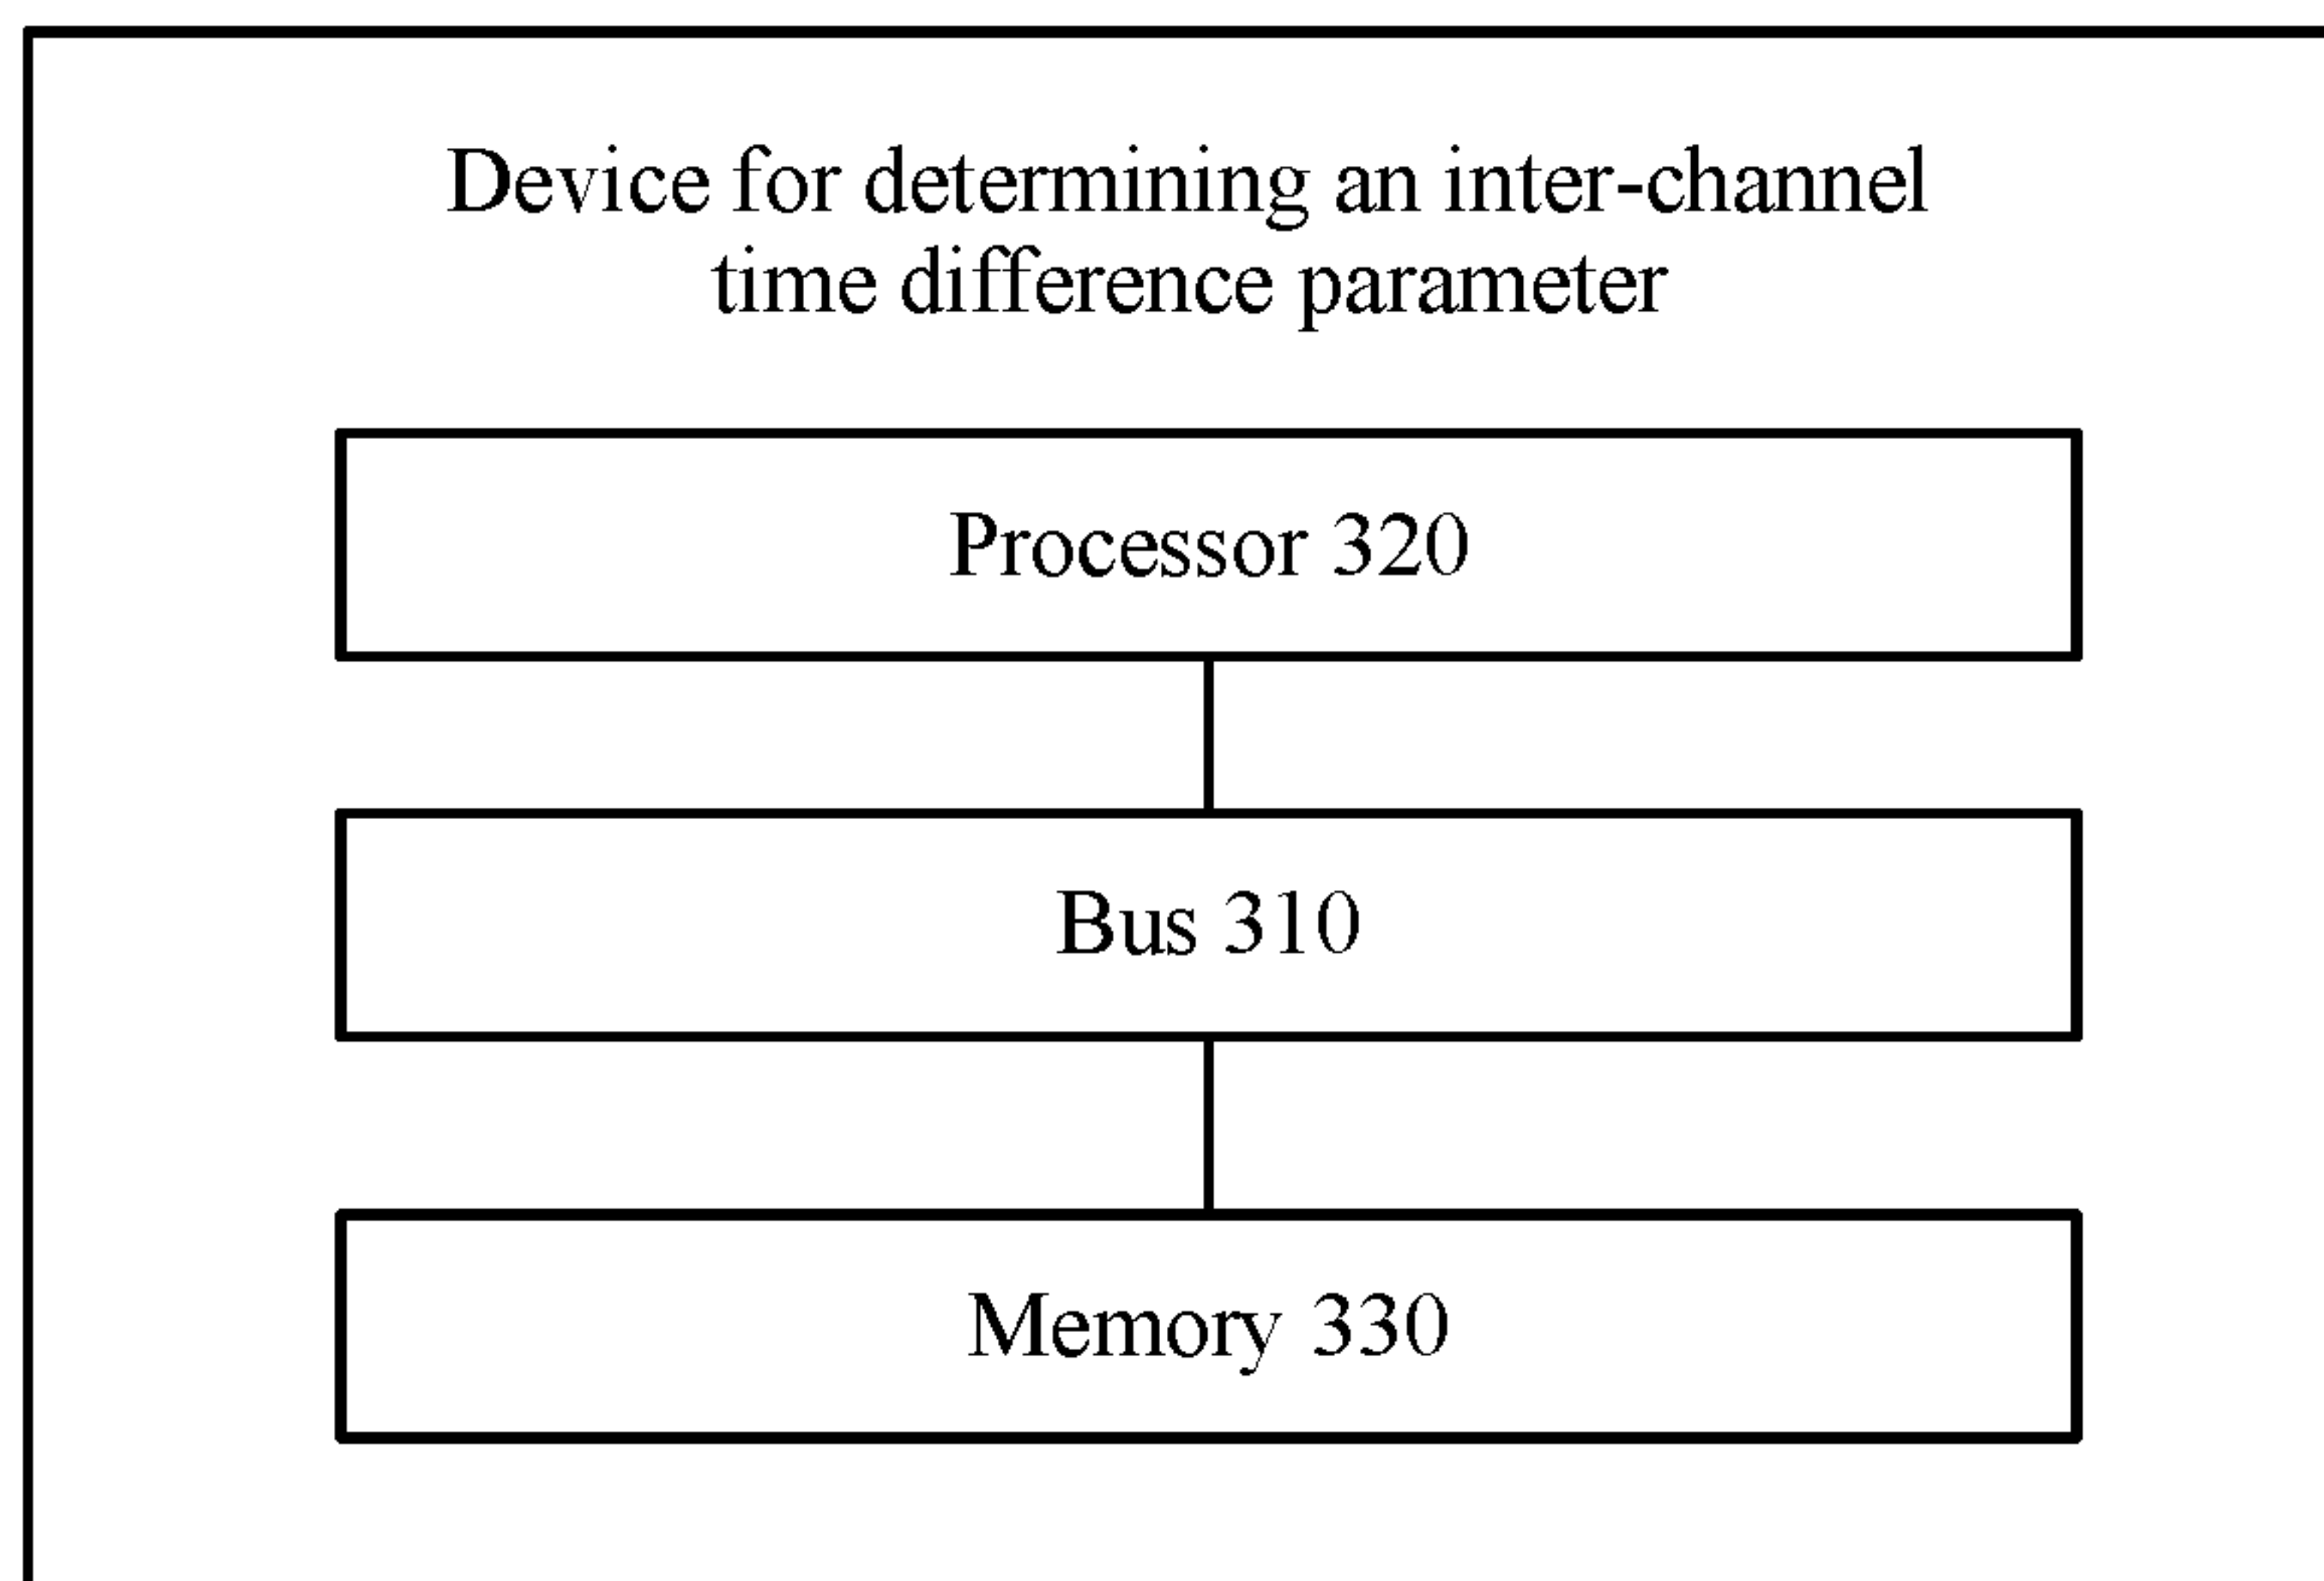 Device for determining an inter-channel
time difference parameter
Processor 320
Bus 310
Memory 330